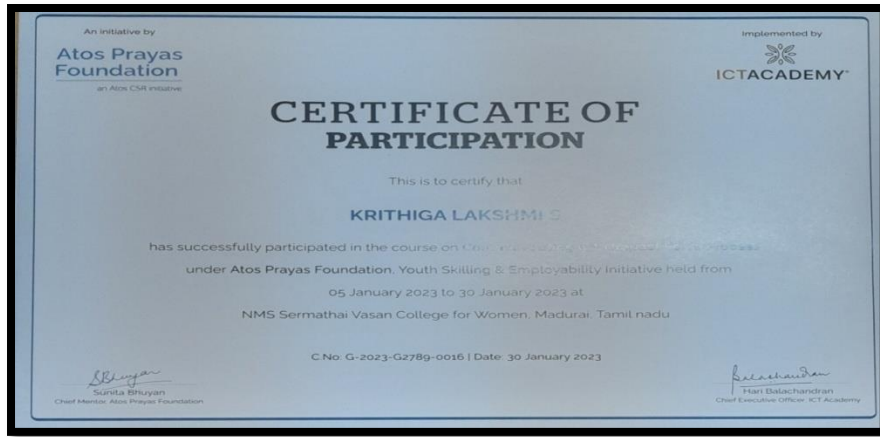 An initiative by
Atos Prayas
Foundation
an Atos CSR initiative
Implemented by
ICTACADEMY
CERTIFICATE OF
PARTICIPATION
This is to certify that
KRITHIGA LAKSHMI S
has successfully participated in the course on
under Atos Prayas Foundation, Youth Skilling & Employability Initiative held from
05 January 2023 to 30 January 2023 at
NMS Sermathai Vasan College for Women, Madurai, Tamil nadu
C.No: G-2023-G2789-0016 | Date: 30 January 2023
SBhuyan
Sunita Bhuyan
Chief Mentor, Atos Prayas Foundation
Balachandran
Hari Balachandran
Chief Executive Officer, ICT Academy